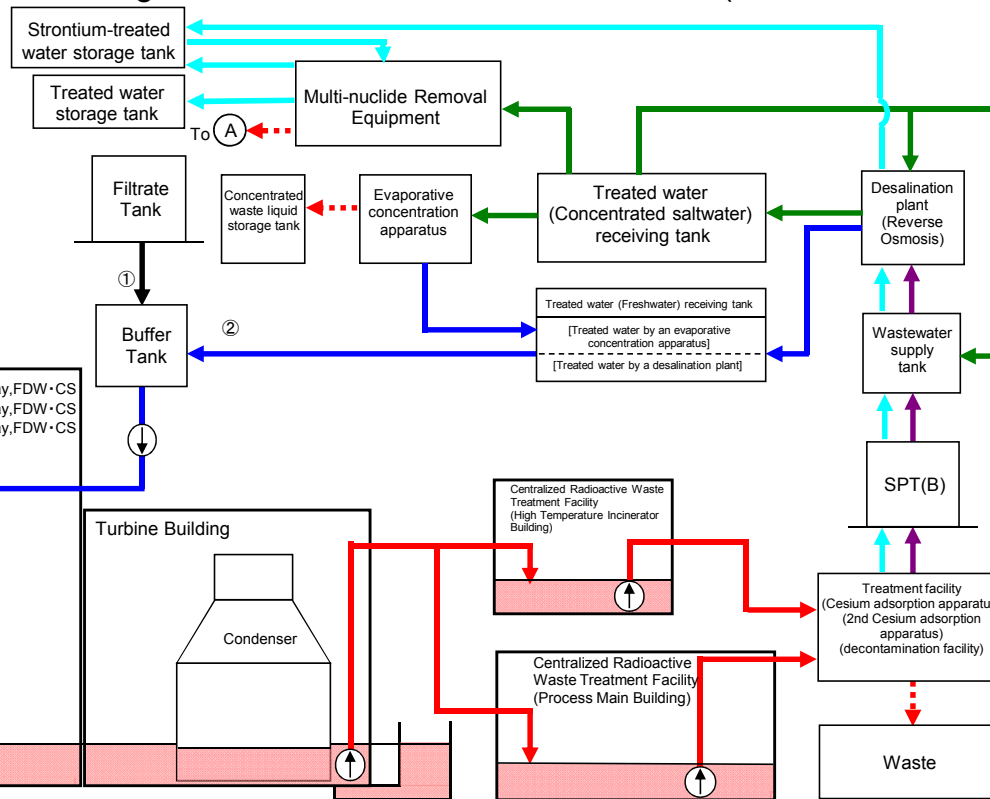 Strontium-treated
water storage tank
Treated water
storage tank
Multi-nuclide Removal
Equipment
To A
Filtrate
Tank
Concentrated
waste liquid
storage tank
Evaporative
concentration
apparatus
Treated water
(Concentrated saltwater)
receiving tank
Desalination
plant
(Reverse
Osmosis)
①
②
Buffer
Tank
Treated water (Freshwater) receiving tank
[Treated water by an evaporative
concentration apparatus]
[Treated water by a desalination plant]
Wastewater
supply
tank
ay,FDW・CS
ay,FDW・CS
ay,FDW・CS
SPT(B)
Turbine Building
Condenser
Centralized Radioactive Waste
Treatment Facility
(High Temperature Incinerator
Building)
Centralized Radioactive
Waste Treatment Facility
(Process Main Building)
Treatment facility
(Cesium adsorption apparatu
(2nd Cesium adsorption
apparatus)
(decontamination facility)
Waste